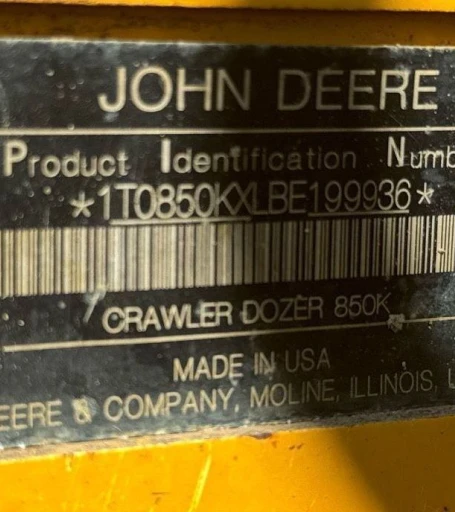 JOHN DEERE
Product Identification Numb
*1T0850KXLBE199936*
CRAWLER DOZER 850K
MADE IN USA
EERE & COMPANY, MOLINE, ILLINOIS, U